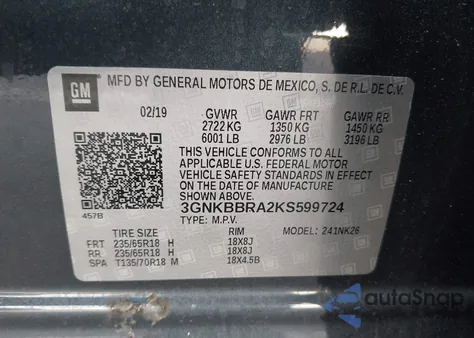 GM
MFD BY GENERAL MOTORS DE MEXICO, S. DE R.L. DE C.V.
02/19 GVWR GAWR FRT GAWR RR
2722 KG 1350 KG 1450 KG
6001 LB 2976 LB 3196 LB
THIS VEHICLE CONFORMS TO ALL
APPLICABLE U.S. FEDERAL MOTOR
VEHICLE SAFETY STANDARDS IN EFFECT
ON THE DATE OF MANUFACTURE
SHOWN ABOVE.
3GNKBBRA2KS599724
457B TYPE: M.P.V. MODEL: 241NK26
TIRE SIZE RIM
FRT 235/65R18 H 18X8J
RR 235/65R18 H 18X8J
SPA T135/70R18 M 18X4.5B
autoSnap